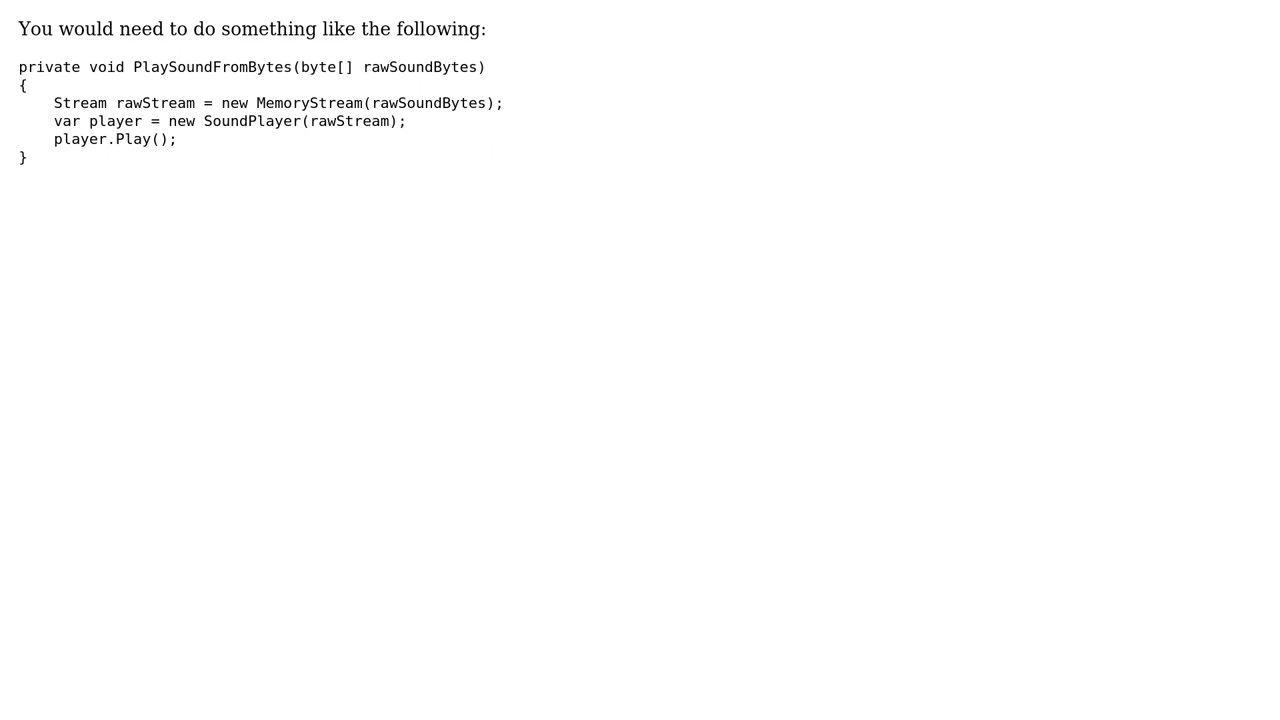 You would need to do something like the following:
private void PlaySoundFromBytes(byte[] rawSoundBytes)
{
    Stream rawStream = new MemoryStream(rawSoundBytes);
    var player = new SoundPlayer(rawStream);
    player.Play();
}